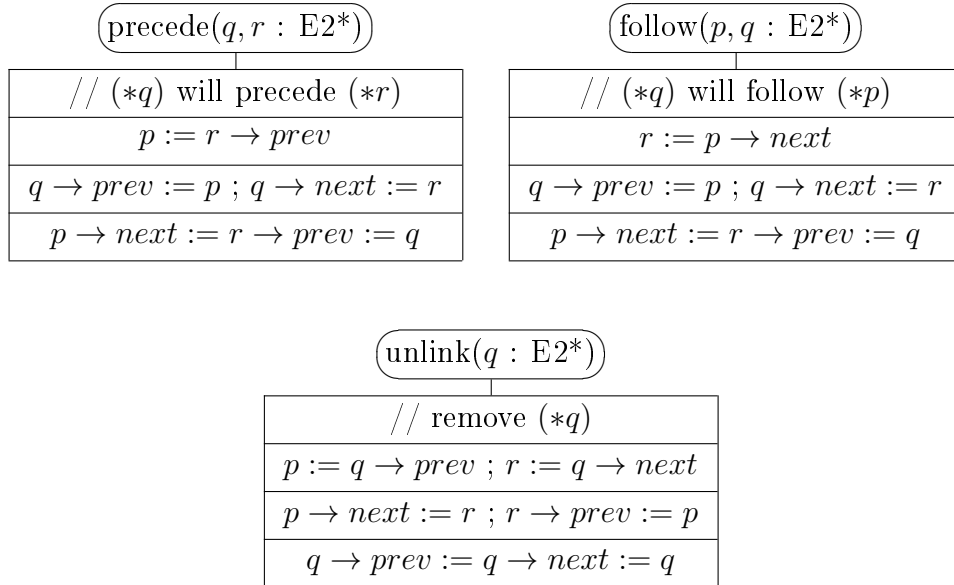 precede(q, r : E2*)
// (*q) will precede (*r)
p := r → prev
q → prev := p ; q → next := r
p → next := r → prev := q
follow(p, q : E2*)
// (*q) will follow (*p)
r := p → next
q → prev := p ; q → next := r
p → next := r → prev := q
unlink(q : E2*)
// remove (*q)
p := q → prev ; r := q → next
p → next := r ; r → prev := p
q → prev := q → next := q